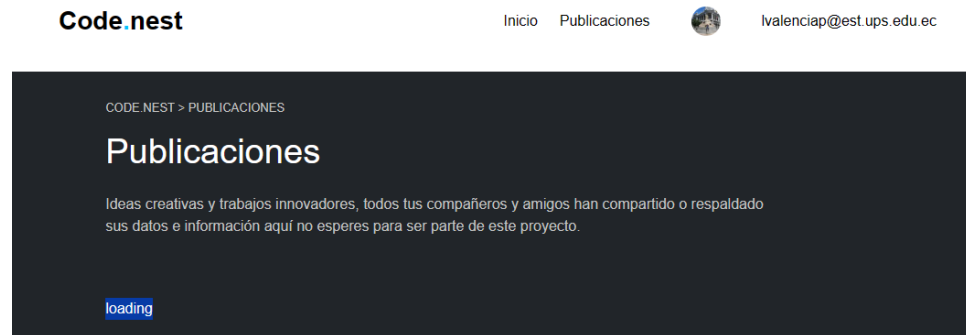 Code.nest
Inicio Publicaciones lvalenciap@est.ups.edu.ec
CODE.NEST > PUBLICACIONES
Publicaciones
Ideas creativas y trabajos innovadores, todos tus compañeros y amigos han compartido o respaldado
sus datos e información aquí no esperes para ser parte de este proyecto.
loading